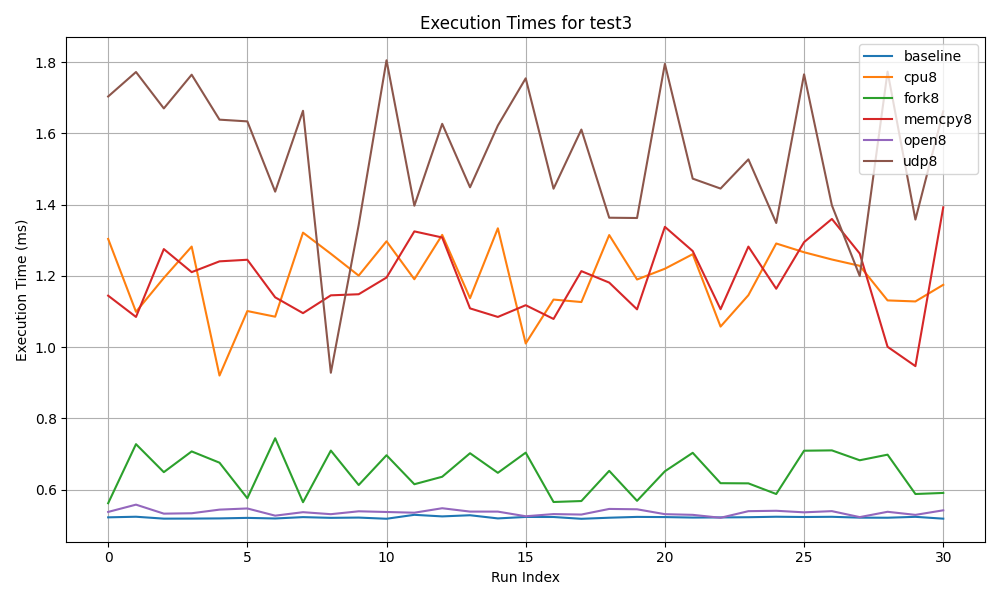 Execution Times for test3
Execution Time (ms)
1.8
1.6
1.4
1.2
1.0
0.8
0.6
baseline
cpu8
fork8
memcpy8
open8
udp8
0 5 10 15 20 25 30
Run Index